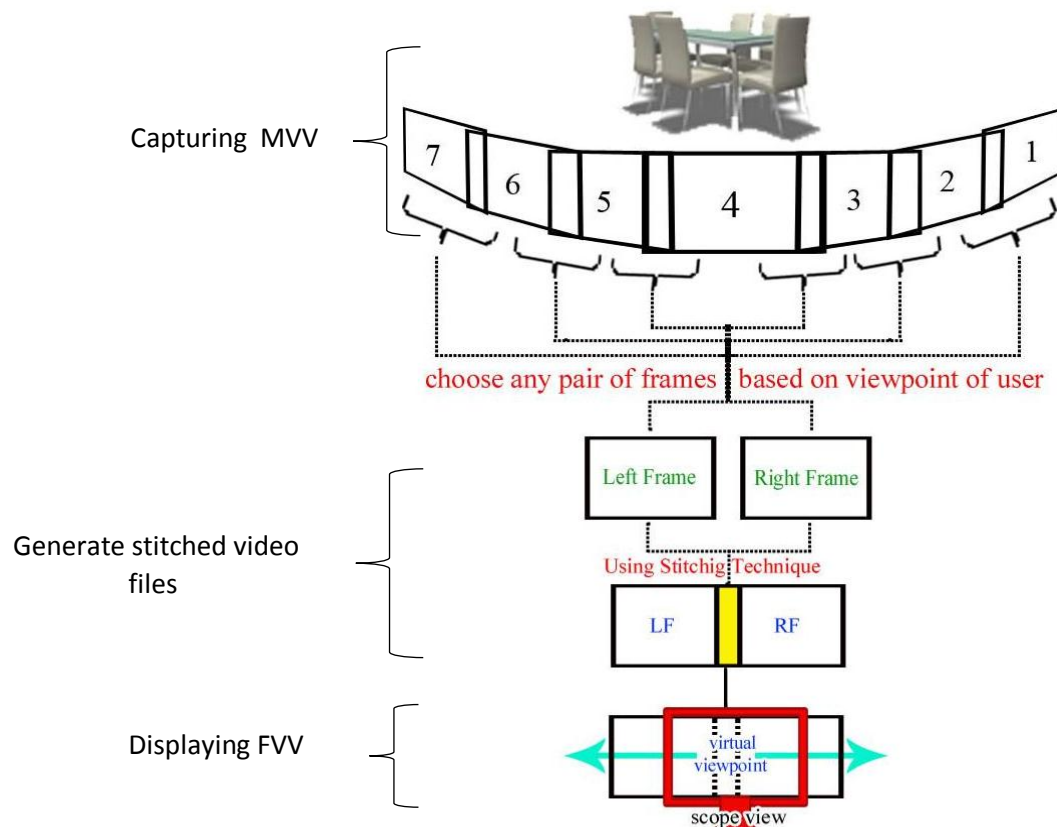 Capturing MVV
7
6
5
4
3
2
1
choose any pair of frames based on viewpoint of user
Left Frame
Right Frame
Generate stitched video
files
Using Stitchig Technique
LF
RF
Displaying FVV
virtual
viewpoint
scope view